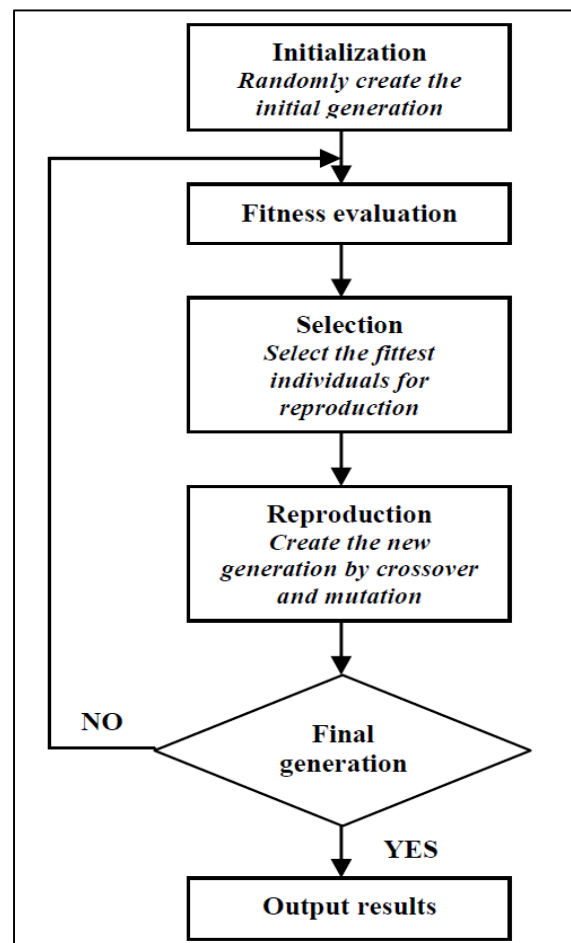 Initialization
Randomly create the
initial generation
Fitness evaluation
Selection
Select the fittest
individuals for
reproduction
Reproduction
Create the new
generation by crossover
and mutation
NO
Final
generation
YES
Output results